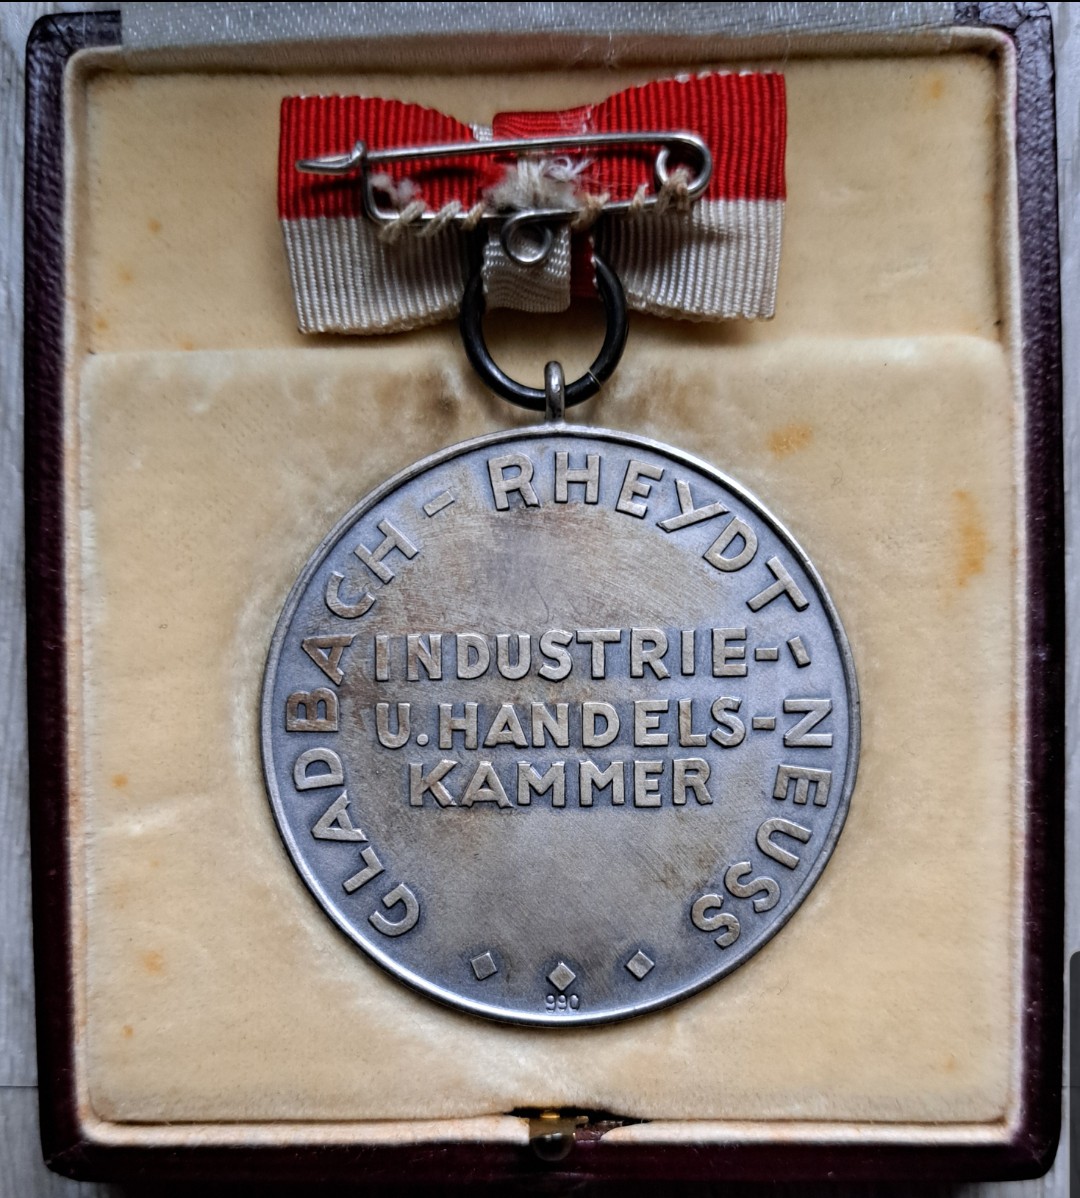 GLADBACH - RHEYDT - NEUSS
INDUSTRIE-
U. HANDELS-
KAMMER
990